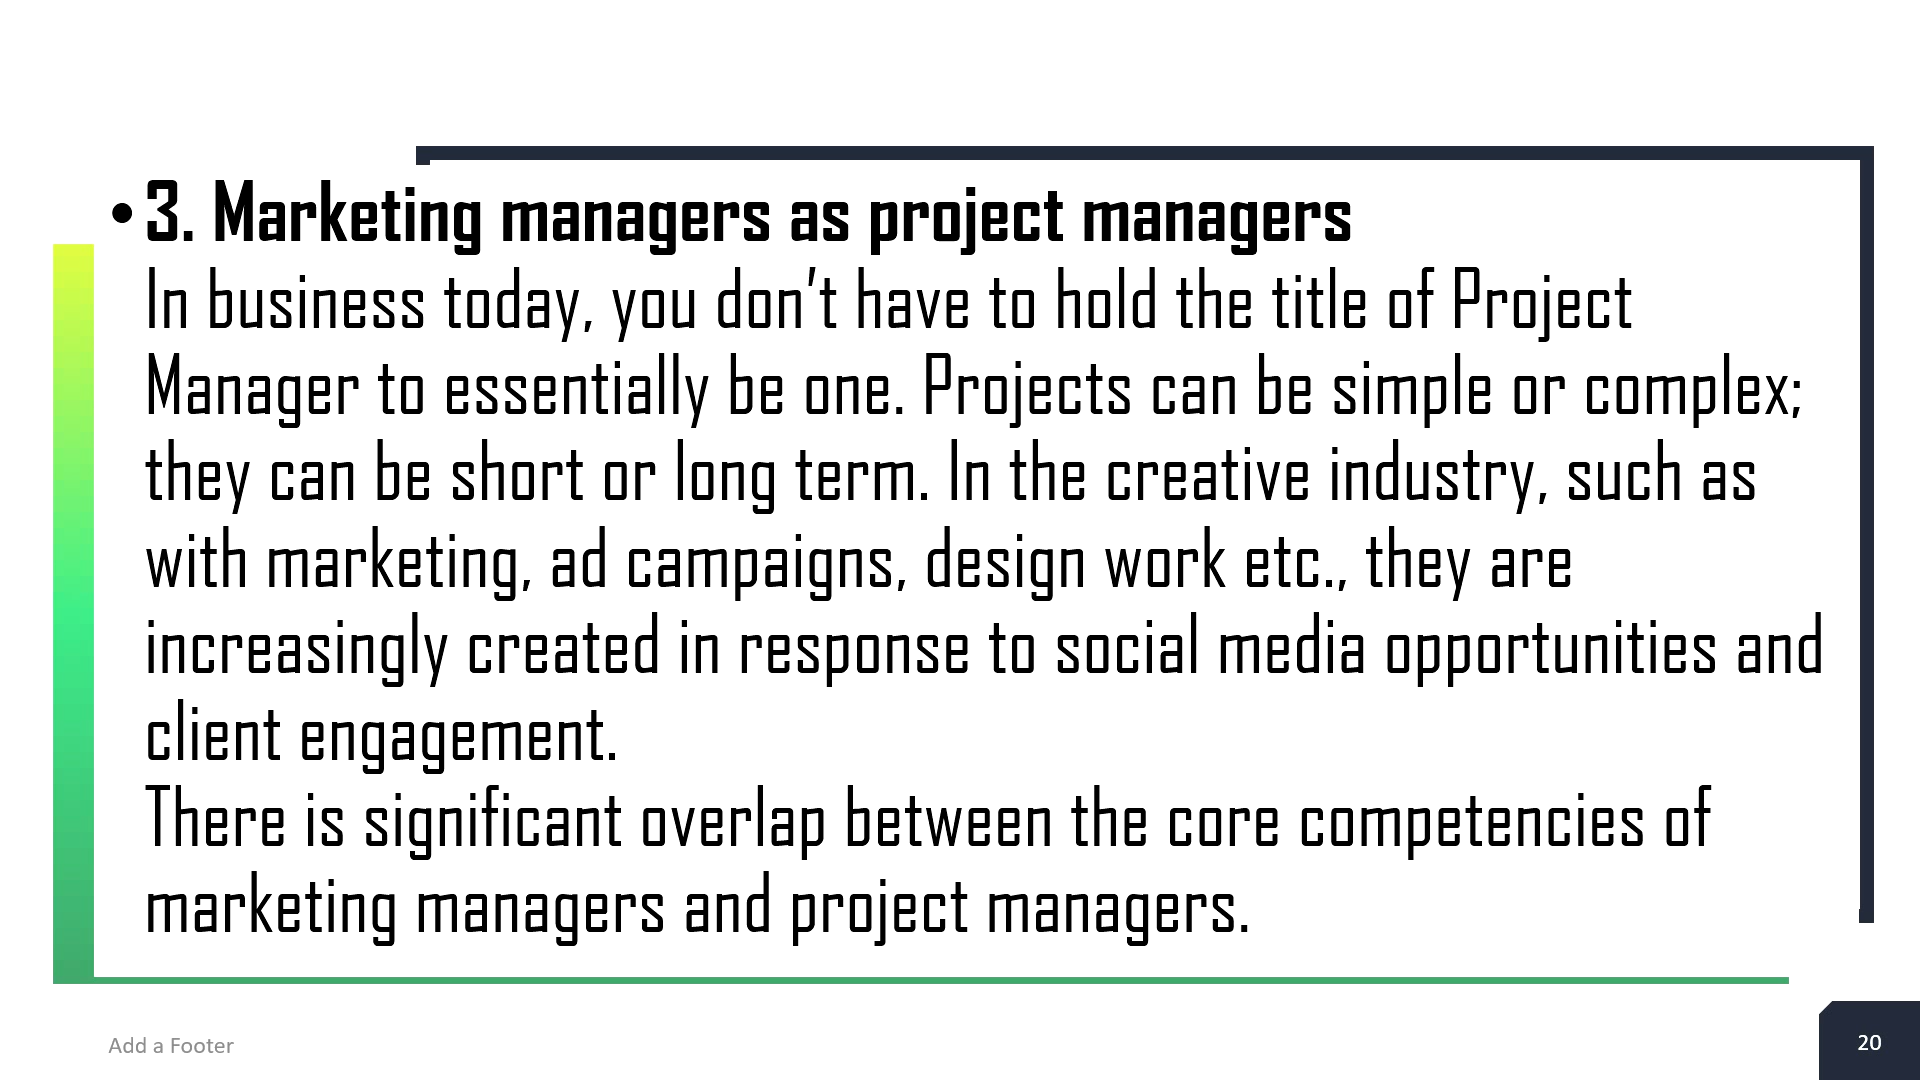 • 3. Marketing managers as project managers
In business today, you don’t have to hold the title of Project
Manager to essentially be one. Projects can be simple or complex;
they can be short or long term. In the creative industry, such as
with marketing, ad campaigns, design work etc., they are
increasingly created in response to social media opportunities and
client engagement.
There is significant overlap between the core competencies of
marketing managers and project managers.
Add a Footer
20